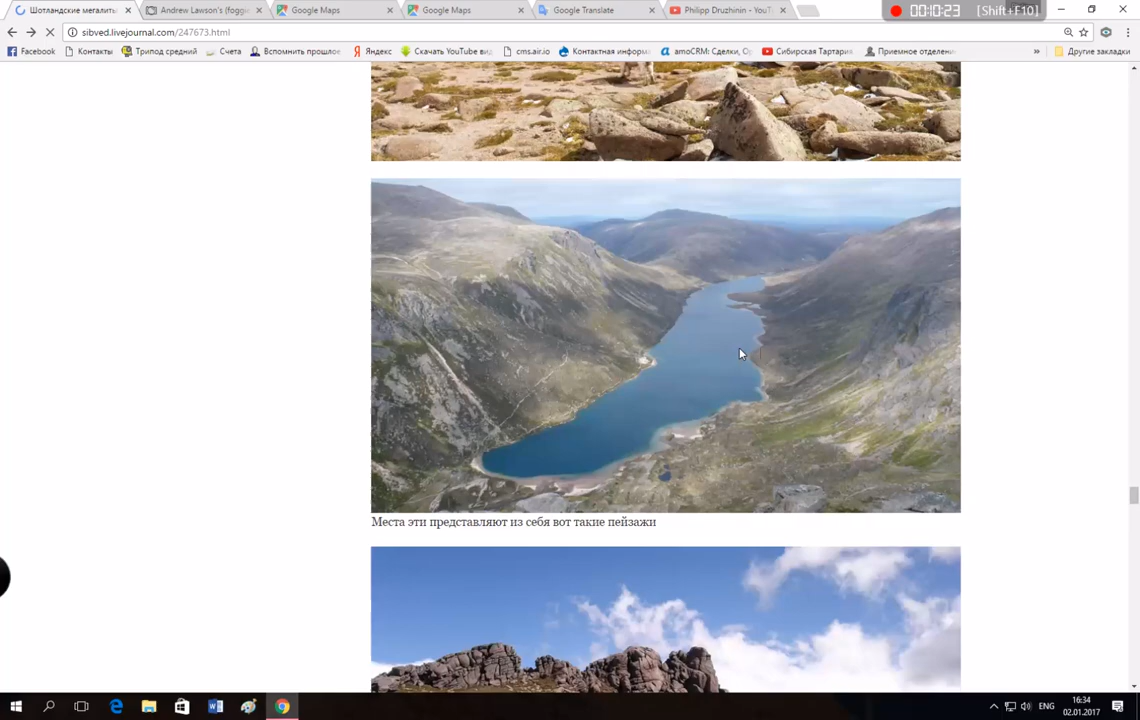 Шотландские мегалиты
Andrew Lawson's (foggie
Google Maps
Google Maps
Google Translate
Philipp Druzhinin - YouT
00:10:23 [Shift+F10]
sibved.livejournal.com/247673.html
Facebook
Контакты
Трипод средний
Счета
Вспомнить прошлое
Яндекс
Скачать YouTube ви
cms.air.io
Контактная информ
amoCRM: Сделки, О
Сибирская Тартария
Приемное отделени
»
Другие закладки
Места эти представляют из себя вот такие пейзажи
ENG
16:34
02.01.2017